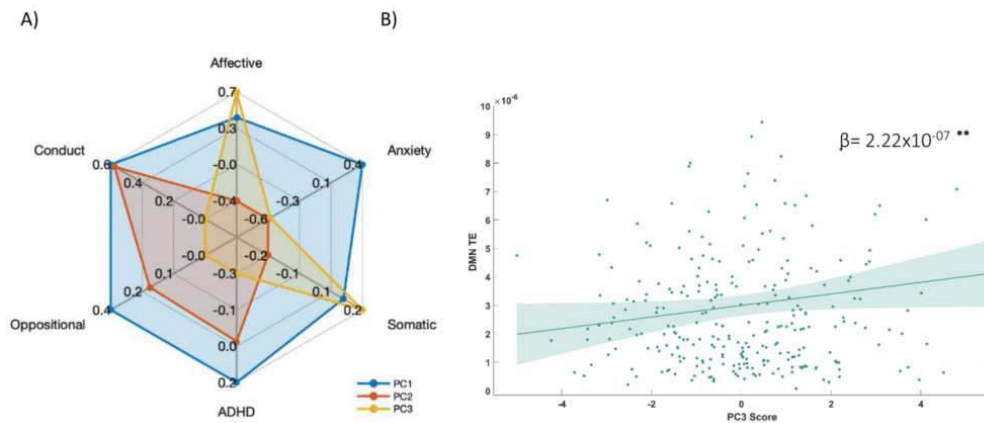 A)
B)
Affective
0.7
0.3
-0.0
-0.4
Conduct
0.6
0.4
0.2
-0.0
Anxiety
0.4
0.1
-0.3
-0.6
Oppositional
0.4
0.2
0.1
-0.0
Somatic
0.2
0.1
-0.1
-0.3
-0.1
0.0
0.2
ADHD
PC1
PC2
PC3
×10-6
10
9
8
7
6
5
4
3
2
1
0
DMN TE
β= 2.22x10-07 **
-4
-2
0
2
4
PC3 Score